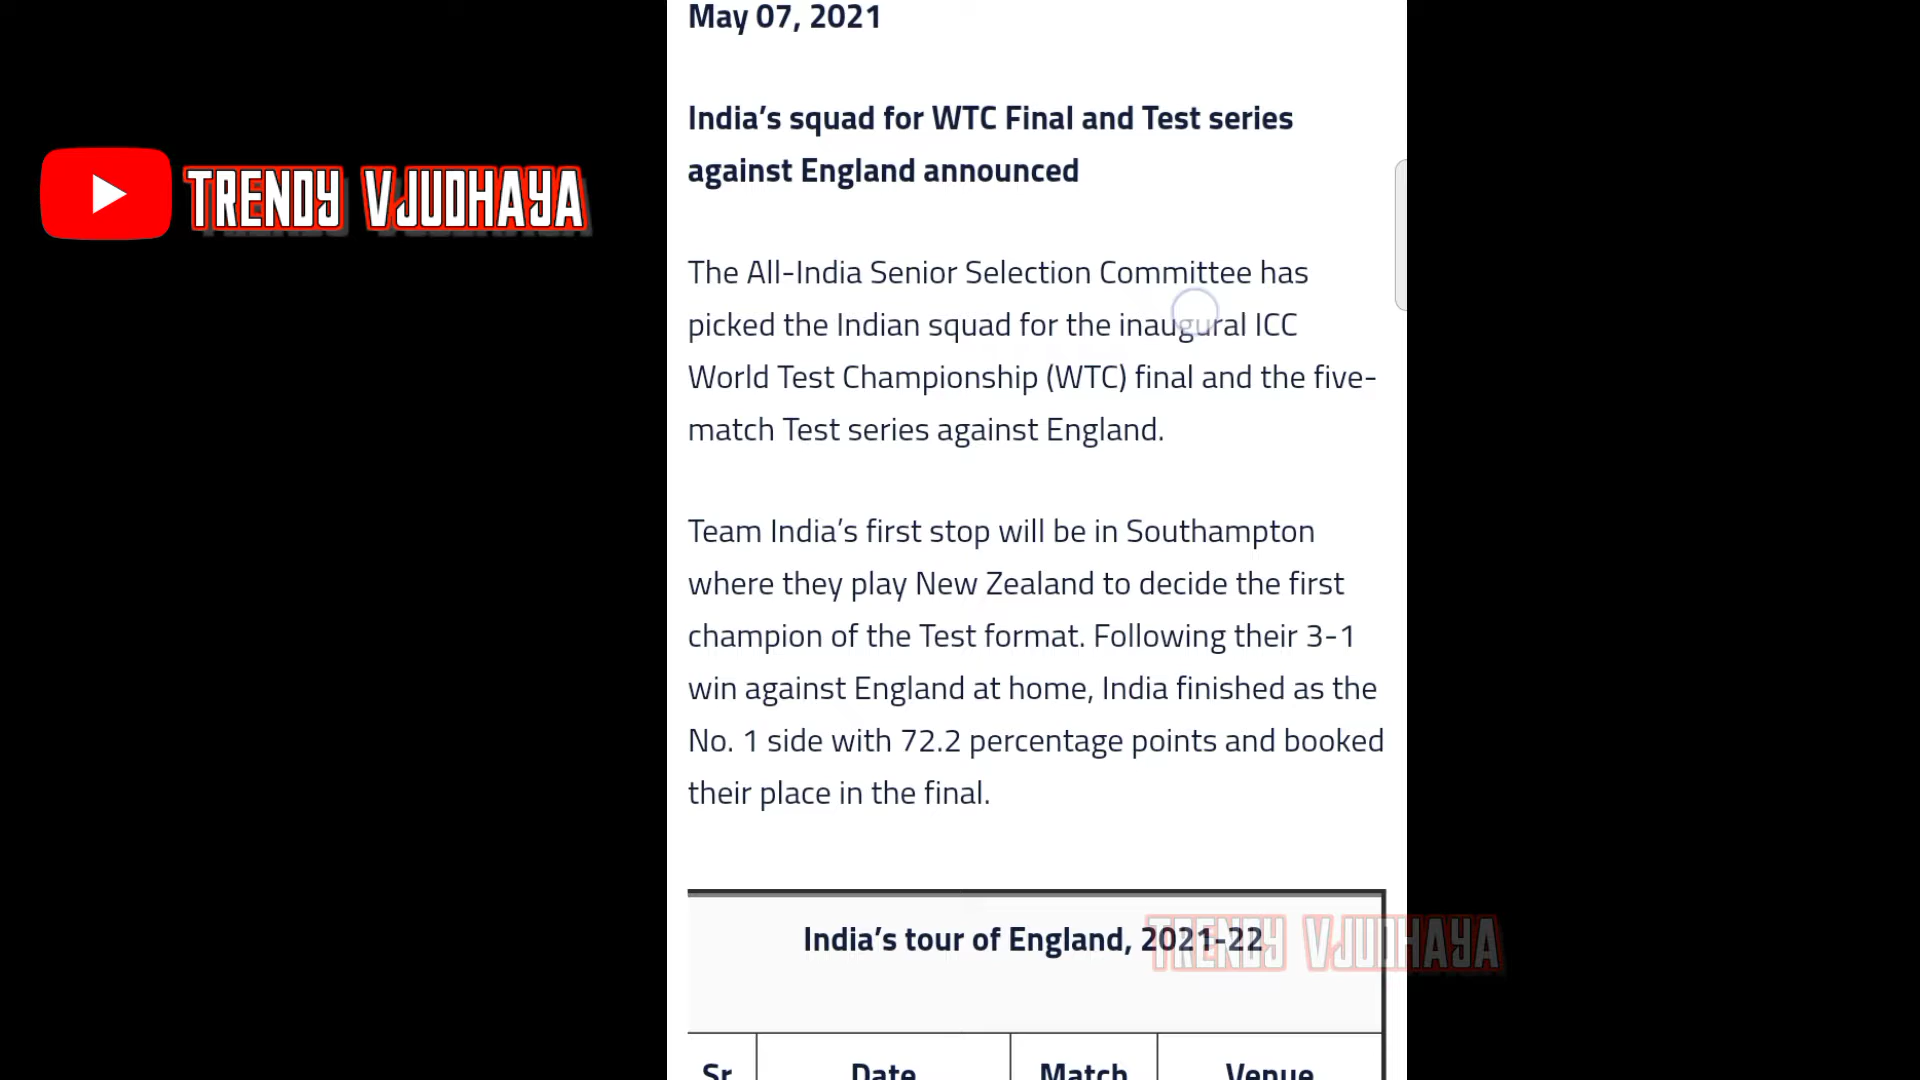 May 07, 2021
TRENDY VJUDHAYA
India’s squad for WTC Final and Test series
against England announced
The All-India Senior Selection Committee has
picked the Indian squad for the inaugural ICC
World Test Championship (WTC) final and the five-
match Test series against England.
Team India’s first stop will be in Southampton
where they play New Zealand to decide the first
champion of the Test format. Following their 3-1
win against England at home, India finished as the
No. 1 side with 72.2 percentage points and booked
their place in the final.
India’s tour of England, 2021-22
TRENDY VJUDHAYA
Sr Date Match Venue